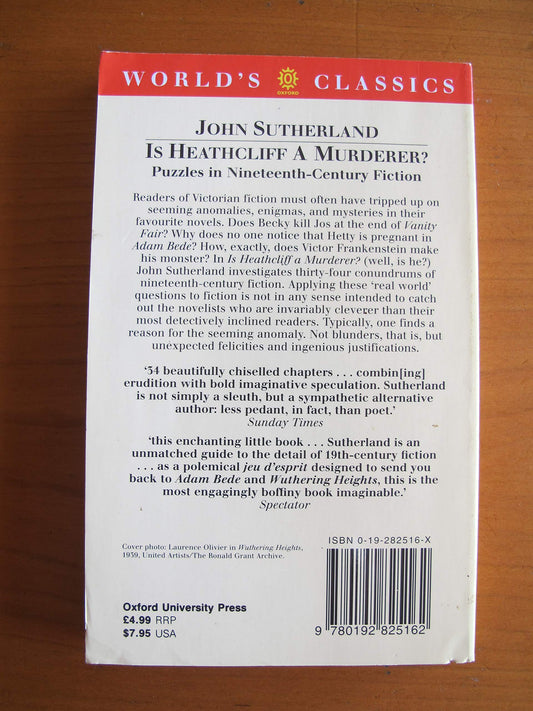 WORLD'S OXFORD CLASSICS
JOHN SUTHERLAND
IS HEATHCLIFF A MURDERER?
Puzzles in Nineteenth-Century Fiction
Readers of Victorian fiction must often have tripped up on
seeming anomalies, enigmas, and mysteries in their
favourite novels. Does Becky kill Jos at the end of Vanity
Fair? Why does no one notice that Hetty is pregnant in
Adam Bede? How, exactly, does Victor Frankenstein make
his monster? In Is Heathcliff a Murderer? (well, is he?)
John Sutherland investigates thirty-four conundrums of
nineteenth-century fiction. Applying these ‘real world’
questions to fiction is not in any sense intended to catch
out the novelists who are invariably cleverer than their
most detectively inclined readers. Typically, one finds a
reason for the seeming anomaly. Not blunders, that is, but
unexpected felicities and ingenious justifications.
‘34 beautifully chiselled chapters . . . combin[ing]
erudition with bold imaginative speculation. Sutherland
is not simply a sleuth, but a sympathetic alternative
author: less pedant, in fact, than poet.’
Sunday Times
‘this enchanting little book . . . Sutherland is an
unmatched guide to the detail of 19th-century fiction
. . . as a polemical jeu d’esprit designed to send you
back to Adam Bede and Wuthering Heights, this is the
most engagingly boffiny book imaginable.’
Spectator
ISBN 0-19-282516-X
Cover photo: Laurence Olivier in Wuthering Heights,
1939, United Artists/The Ronald Grant Archive.
Oxford University Press
£4.99 RRP
$7.95 USA
9 780192 825162